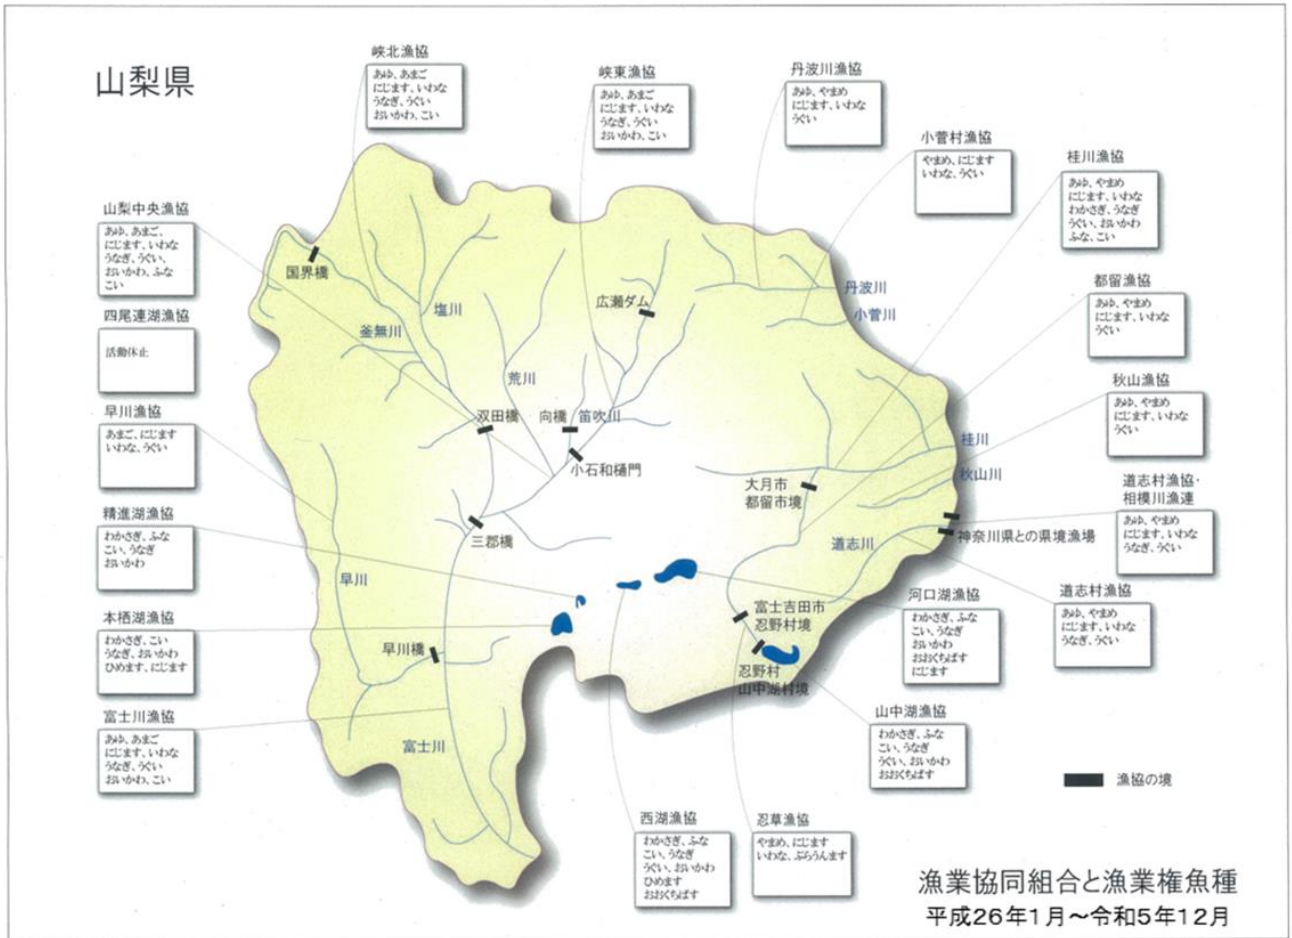 山梨県
峡北漁協
あゆ、あまご
にじます、いわな
うなぎ、うぐい
おいかわ、こい
峡東漁協
あゆ、あまご
にじます、いわな
うなぎ、うぐい
おいかわ、こい
丹波川漁協
あゆ、やまめ
にじます、いわな
うぐい
小菅村漁協
やまめ、にじます
いわな、うぐい
桂川漁協
あゆ、やまめ
にじます、いわな
わかさぎ、うなぎ
うぐい、おいかわ
ふな、こい
山梨中央漁協
あゆ、あまご、
にじます、いわな
うなぎ、うぐい、
おいかわ、ふな
こい
四尾連湖漁協
活動休止
早川漁協
あまご、にじます
いわな、うぐい
精進湖漁協
わかさぎ、ふな
こい、うなぎ
おいかわ
本栖湖漁協
わかさぎ、こい
うなぎ、おいかわ
ひめます、にじます
富士川漁協
あゆ、あまご
にじます、いわな
うなぎ、うぐい
おいかわ、こい
国界橋
釜無川
塩川
荒川
広瀬ダム
丹波川
小菅川
双田橋
向橋
笛吹川
小石和樋門
三郡橋
早川
早川橋
富士川
大月市
都留市境
桂川
秋山川
道志川
神奈川県との県境漁場
富士吉田市
忍野村境
忍野村
山中湖村境
都留漁協
あゆ、やまめ
にじます、いわな
うぐい
秋山漁協
あゆ、やまめ
にじます、いわな
うぐい
道志村漁協・
相模川漁連
あゆ、やまめ
にじます、いわな
うなぎ、うぐい
道志村漁協
あゆ、やまめ
にじます、いわな
うなぎ、うぐい
河口湖漁協
わかさぎ、ふな
こい、うなぎ
おいかわ
おおくちばす
にじます
山中湖漁協
わかさぎ、ふな
こい、うなぎ
うぐい、おいかわ
おおくちばす
西湖漁協
わかさぎ、ふな
こい、うなぎ
うぐい、おいかわ
ひめます
おおくちばす
忍草漁協
やまめ、にじます
いわな、ぶらうんます
漁協の境
漁業協同組合と漁業権魚種
平成26年1月～令和5年12月